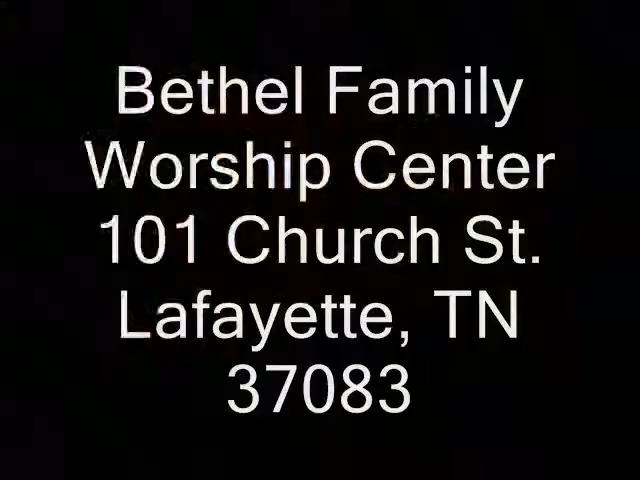 Bethel Family
Worship Center
101 Church St.
Lafayette, TN
37083